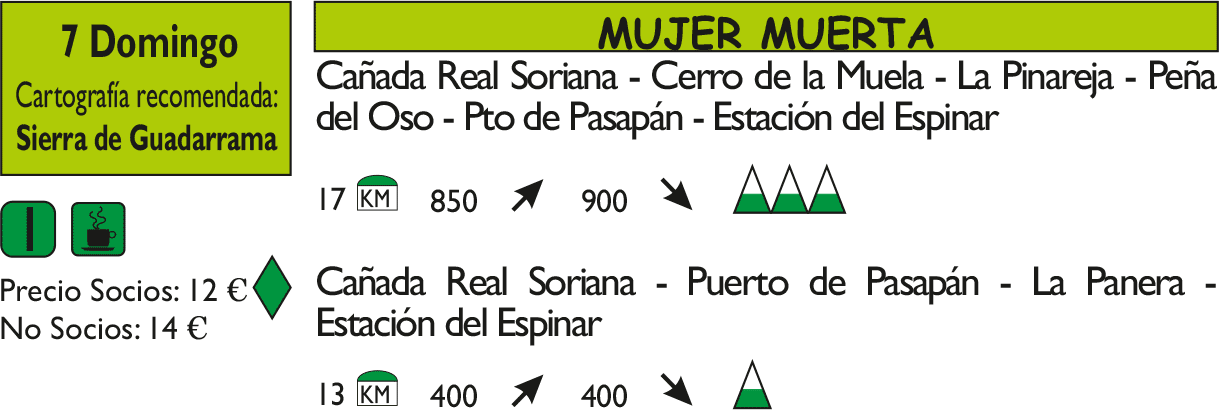 7 Domingo
Cartografía recomendada:
Sierra de Guadarrama
Precio Socios: 12 €
No Socios: 14 €
MUJER MUERTA
Cañada Real Soriana - Cerro de la Muela - La Pinareja - Peña
del Oso - Pto de Pasapán - Estación del Espinar
17 KM 850 900
Cañada Real Soriana - Puerto de Pasapán - La Panera -
Estación del Espinar
13 KM 400 400